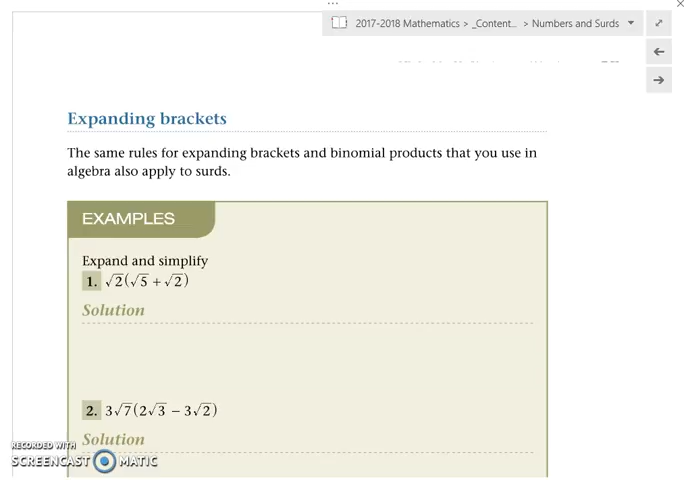 2017-2018 Mathematics > _Content... > Numbers and Surds
Expanding brackets
The same rules for expanding brackets and binomial products that you use in
algebra also apply to surds.
EXAMPLES
Expand and simplify
1. √2(√5 + √2)
Solution
2. 3√7(2√3 − 3√2)
Solution
RECORDED WITH
SCREENCAST MATIC